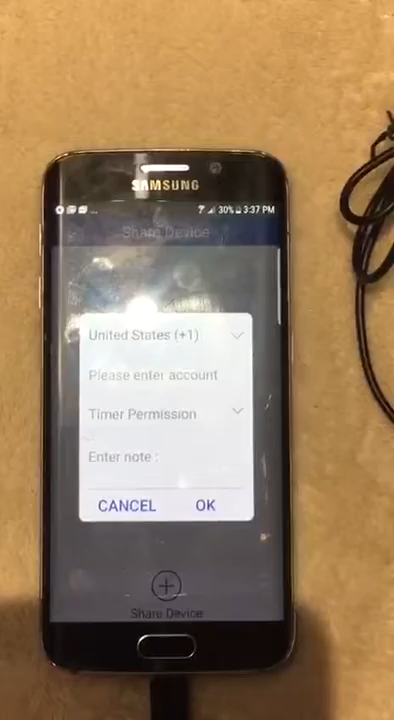 SAMSUNG
30% 3:37 PM
Share Device
United States (+1)
Please enter account
Timer Permission
Enter note :
CANCEL OK
Share Device